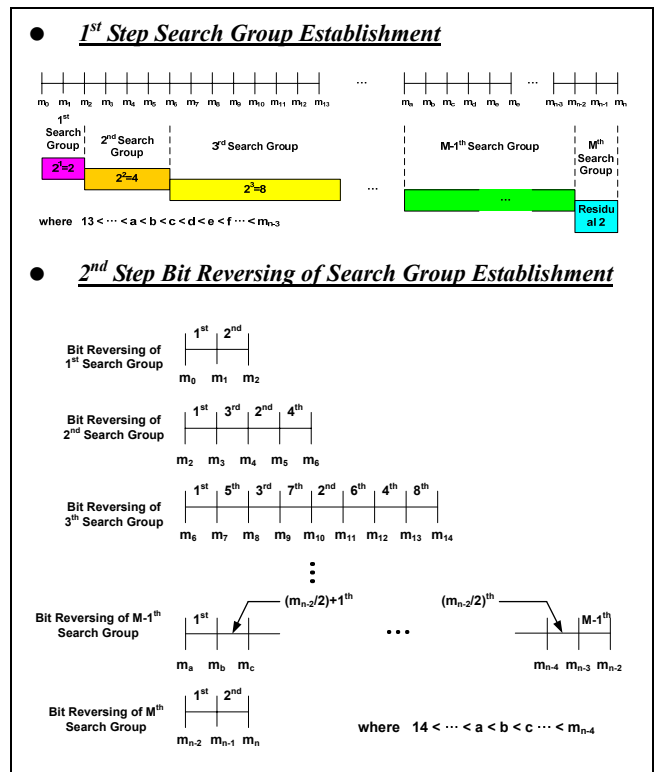 ● 1st Step Search Group Establishment
m0 m1 m2 m3 m4 m5 m6 m7 m8 m9 m10 m11 m12 m13 ... ma mb mc md me me ... mn-3 mn-2 mn-1 mn
1st Search Group
2nd Search Group
3rd Search Group
M-1th Search Group
Mth Search Group
2^1=2
2^2=4
2^3=8
...
...
Residual 2
where 13 < ··· < a < b < c < d < e < f ··· < mn-3
● 2nd Step Bit Reversing of Search Group Establishment
Bit Reversing of 1st Search Group
1st 2nd
m0 m1 m2
Bit Reversing of 2nd Search Group
1st 3rd 2nd 4th
m2 m3 m4 m5 m6
Bit Reversing of 3th Search Group
1st 5th 3rd 7th 2nd 6th 4th 8th
m6 m7 m8 m9 m10 m11 m12 m13 m14
(mn-2/2)+1th (mn-2/2)th
Bit Reversing of M-1th Search Group
1st ... M-1th
ma mb mc mn-4 mn-3 mn-2
Bit Reversing of Mth Search Group
1st 2nd
mn-2 mn-1 mn
where 14 < ··· < a < b < c ··· < mn-4